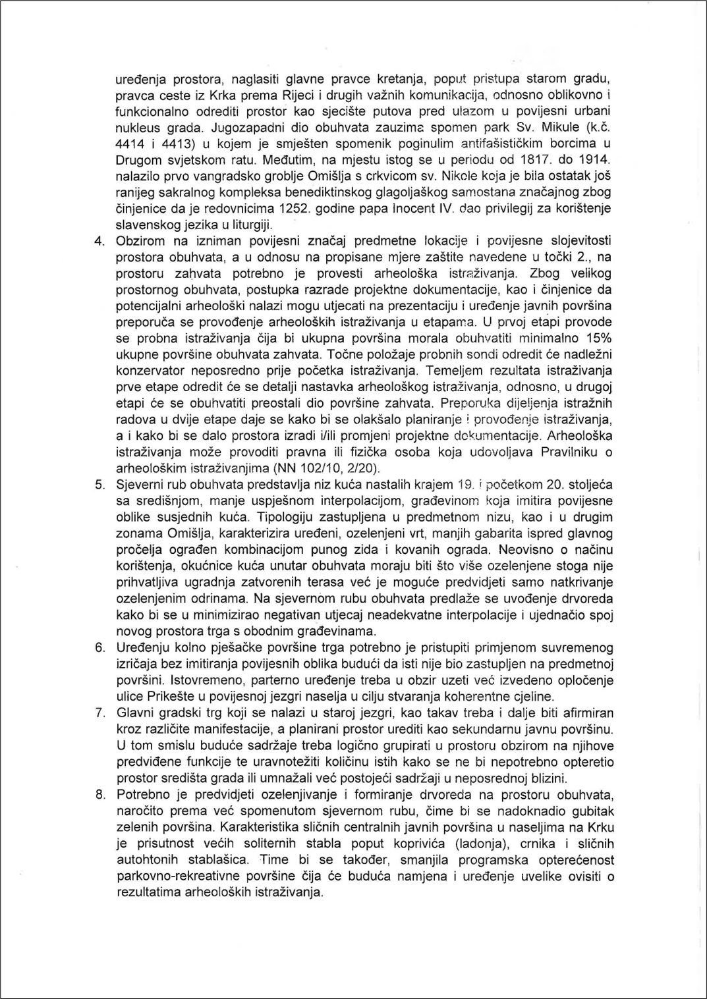 uređenja prostora, naglasiti glavne pravce kretanja, poput pristupa starom gradu,
pravca ceste iz Krka prema Rijeci i drugih važnih komunikacija, odnosno oblikovno i
funkcionalno odrediti prostor kao sjecište putova pred ulazom u povijesni urbani
nukleus grada. Jugozapadni dio obuhvata zauzima spomen park Sv. Mikule (k.č.
4414 i 4413) u kojem je smješten spomenik poginulim antifašističkim borcima u
Drugom svjetskom ratu. Međutim, na mjestu istog se u periodu od 1817. do 1914.
nalazilo prvo vangradsko groblje Omišlja s crkvicom sv. Nikole koja je bila ostatak još
ranijeg sakralnog kompleksa benediktinskog glagoljaškog samostana značajnog zbog
činjenice da je redovnicima 1252. godine papa Inocent IV. dao privilegij za korištenje
slavenskog jezika u liturgiji.
4. Obzirom na izniman povijesni značaj predmetne lokacije i povijesne slojevitosti
prostora obuhvata, a u odnosu na propisane mjere zaštite navedene u točki 2., na
prostoru zahvata potrebno je provesti arheološka istraživanja. Zbog velikog
prostornog obuhvata, postupka razrade projektne dokumentacije, kao i činjenice da
potencijalni arheološki nalazi mogu utjecati na prezentaciju i uređenje javnih površina
preporuča se provođenje arheoloških istraživanja u etapama. U prvoj etapi provode
se probna istraživanja čija bi ukupna površina morala obuhvatiti minimalno 15%
ukupne površine obuhvata zahvata. Točne položaje probnih sondi odredit će nadležni
konzervator neposredno prije početka istraživanja. Temeljem rezultata istraživanja
prve etape odredit će se detalji nastavka arheološkog istraživanja, odnosno, u drugoj
etapi će se obuhvatiti preostali dio površine zahvata. Preporuka dijeljenja istražnih
radova u dvije etape daje se kako bi se olakšalo planiranje i provođenje istraživanja,
a i kako bi se dalo prostora izradi i/ili promjeni projektne dokumentacije. Arheološka
istraživanja može provoditi pravna ili fizička osoba koja udovoljava Pravilniku o
arheološkim istraživanjima (NN 102/10, 2/20).
5. Sjeverni rub obuhvata predstavlja niz kuća nastalih krajem 19. i početkom 20. stoljeća
sa središnjom, manje uspješnom interpolacijom, građevinom koja imitira povijesne
oblike susjednih kuća. Tipologiju zastupljena u predmetnom nizu, kao i u drugim
zonama Omišlja, karakterizira uređeni, ozelenjeni vrt, manjih gabarita ispred glavnog
pročelja ograđen kombinacijom punog zida i kovanih ograda. Neovisno o načinu
korištenja, okućnice kuća unutar obuhvata moraju biti što više ozelenjene stoga nije
prihvatljiva ugradnja zatvorenih terasa već je moguće predvidjeti samo natkrivanje
ozelenjenim odrinama. Na sjevernom rubu obuhvata predlaže se uvođenje drvoreda
kako bi se u minimizirao negativan utjecaj neadekvatne interpolacije i ujednačio spoj
novog prostora trga s obodnim građevinama.
6. Uređenju kolno pješačke površine trga potrebno je pristupiti primjenom suvremenog
izričaja bez imitiranja povijesnih oblika budući da isti nije bio zastupljen na predmetnoj
površini. Istovremeno, parterno uređenje treba u obzir uzeti već izvedeno opločenje
ulice Prikešte u povijesnoj jezgri naselja u cilju stvaranja koherentne cjeline.
7. Glavni gradski trg koji se nalazi u staroj jezgri, kao takav treba i dalje biti afirmiran
kroz različite manifestacije, a planirani prostor urediti kao sekundarnu javnu površinu.
U tom smislu buduće sadržaje treba logično grupirati u prostoru obzirom na njihove
predviđene funkcije te uravnotežiti količinu istih kako se ne bi nepotrebno opteretio
prostor središta grada ili umnažali već postojeći sadržaji u neposrednoj blizini.
8. Potrebno je predvidjeti ozelenjivanje i formiranje drvoreda na prostoru obuhvata,
naročito prema već spomenutom sjevernom rubu, čime bi se nadoknadio gubitak
zelenih površina. Karakteristika sličnih centralnih javnih površina u naseljima na Krku
je prisutnost većih soliternih stabla poput koprivića (ladonja), crnika i sličnih
autohtonih stablašica. Time bi se također, smanjila programska opterećenost
parkovno-rekreativne površine čija će buduća namjena i uređenje uvelike ovisiti o
rezultatima arheoloških istraživanja.